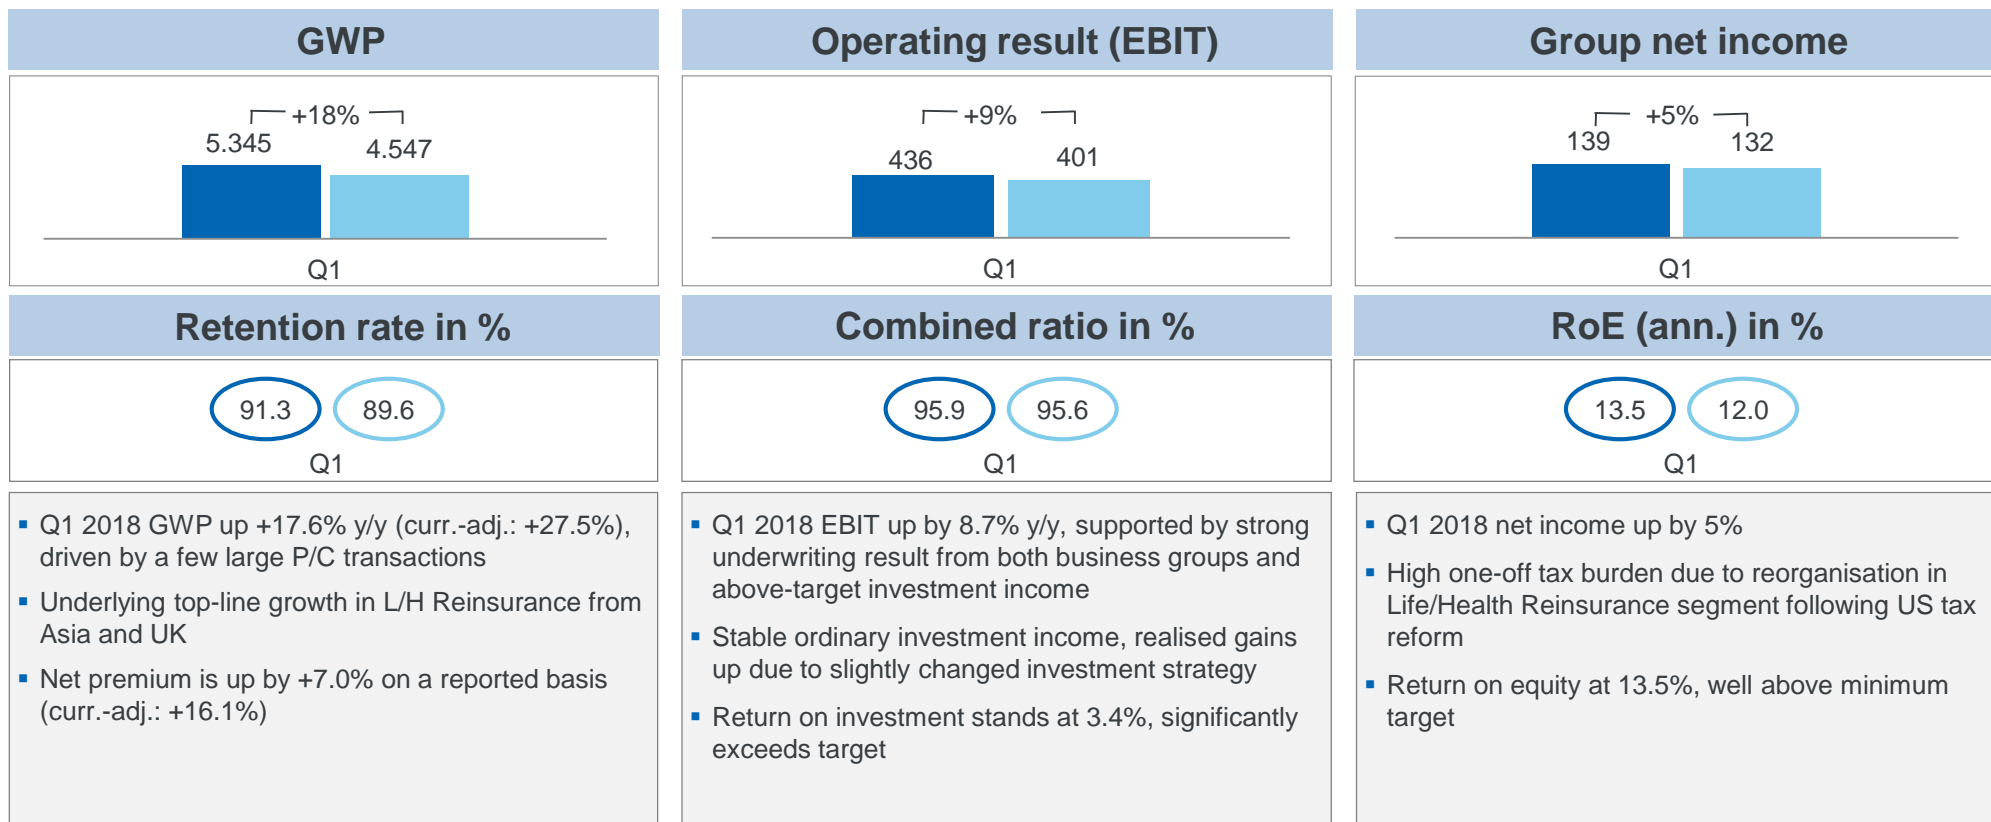 GWP
+18%
5.345
4.547
Q1
Operating result (EBIT)
+9%
436
401
Q1
Group net income
+5%
139
132
Q1
Retention rate in %
91.3
89.6
Q1
Combined ratio in %
95.9
95.6
Q1
RoE (ann.) in %
13.5
12.0
Q1
▪ Q1 2018 GWP up +17.6% y/y (curr.-adj.: +27.5%),
driven by a few large P/C transactions
▪ Underlying top-line growth in L/H Reinsurance from
Asia and UK
▪ Net premium is up by +7.0% on a reported basis
(curr.-adj.: +16.1%)
▪ Q1 2018 EBIT up by 8.7% y/y, supported by strong
underwriting result from both business groups and
above-target investment income
▪ Stable ordinary investment income, realised gains
up due to slightly changed investment strategy
▪ Return on investment stands at 3.4%, significantly
exceeds target
▪ Q1 2018 net income up by 5%
▪ High one-off tax burden due to reorganisation in
Life/Health Reinsurance segment following US tax
reform
▪ Return on equity at 13.5%, well above minimum
target